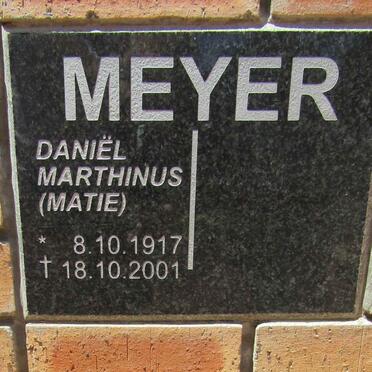 MEYER
DANIËL
MARTHINUS
(MATIE)
* 8.10.1917
† 18.10.2001